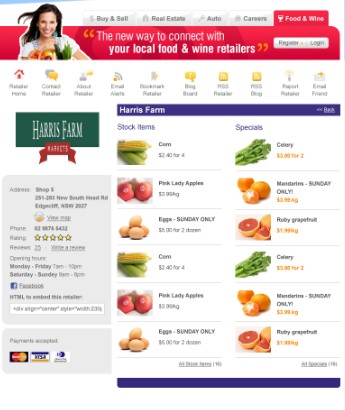 $ Buy & Sell
Real Estate
Auto
Careers
Food & Wine
“The new way to connect with
your local food & wine retailers”
Register
Login
Retailer Home
Contact Retailer
About Retailer
Email Alerts
Bookmark Retailer
Blog Board
RSS Retailer
RSS Blog
Report Retailer
Email Friend
HARRIS FARM
MARKETS
Address: Shop 5
251-283 New South Head Rd
Edgecliff, NSW 2027
View map
Phone: 02 9874-5432
Rating:
Reviews 25 Write a review
Opening hours:
Monday - Friday 7am - 10pm
Saturday - Sunday 8am - 8pm
Facebook
HTML to embed this retailer:
<div align="center" style="width:235
Payments accepted:
VISA
Harris Farm
<< Back
Stock Items
Corn
$2.40 for 4
Pink Lady Apples
$3.99/kg
Eggs - SUNDAY ONLY!
$5.00 for 2 dozen
Corn
$2.40 for 4
Pink Lady Apples
$3.99/kg
Eggs - SUNDAY ONLY!
$5.00 for 2 dozen
All Stock Items (16)
Specials
Celery
$3.00 for 2
Mandarins - SUNDAY
ONLY!
$3.99/kg
Ruby grapefruit
$1.99/kg
Celery
$3.00 for 2
Mandarins - SUNDAY
ONLY!
$3.99/kg
Ruby grapefruit
$1.99/kg
All Specials (16)